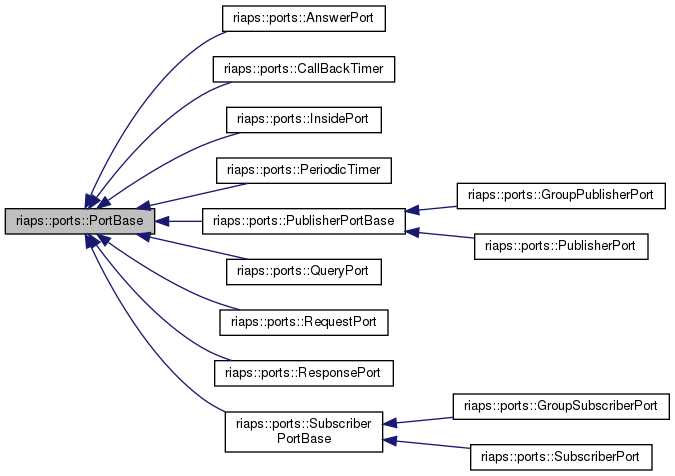 riaps::ports::AnswerPort
riaps::ports::CallBackTimer
riaps::ports::InsidePort
riaps::ports::PeriodicTimer
riaps::ports::PortBase
riaps::ports::PublisherPortBase
riaps::ports::GroupPublisherPort
riaps::ports::PublisherPort
riaps::ports::QueryPort
riaps::ports::RequestPort
riaps::ports::ResponsePort
riaps::ports::Subscriber
PortBase
riaps::ports::GroupSubscriberPort
riaps::ports::SubscriberPort